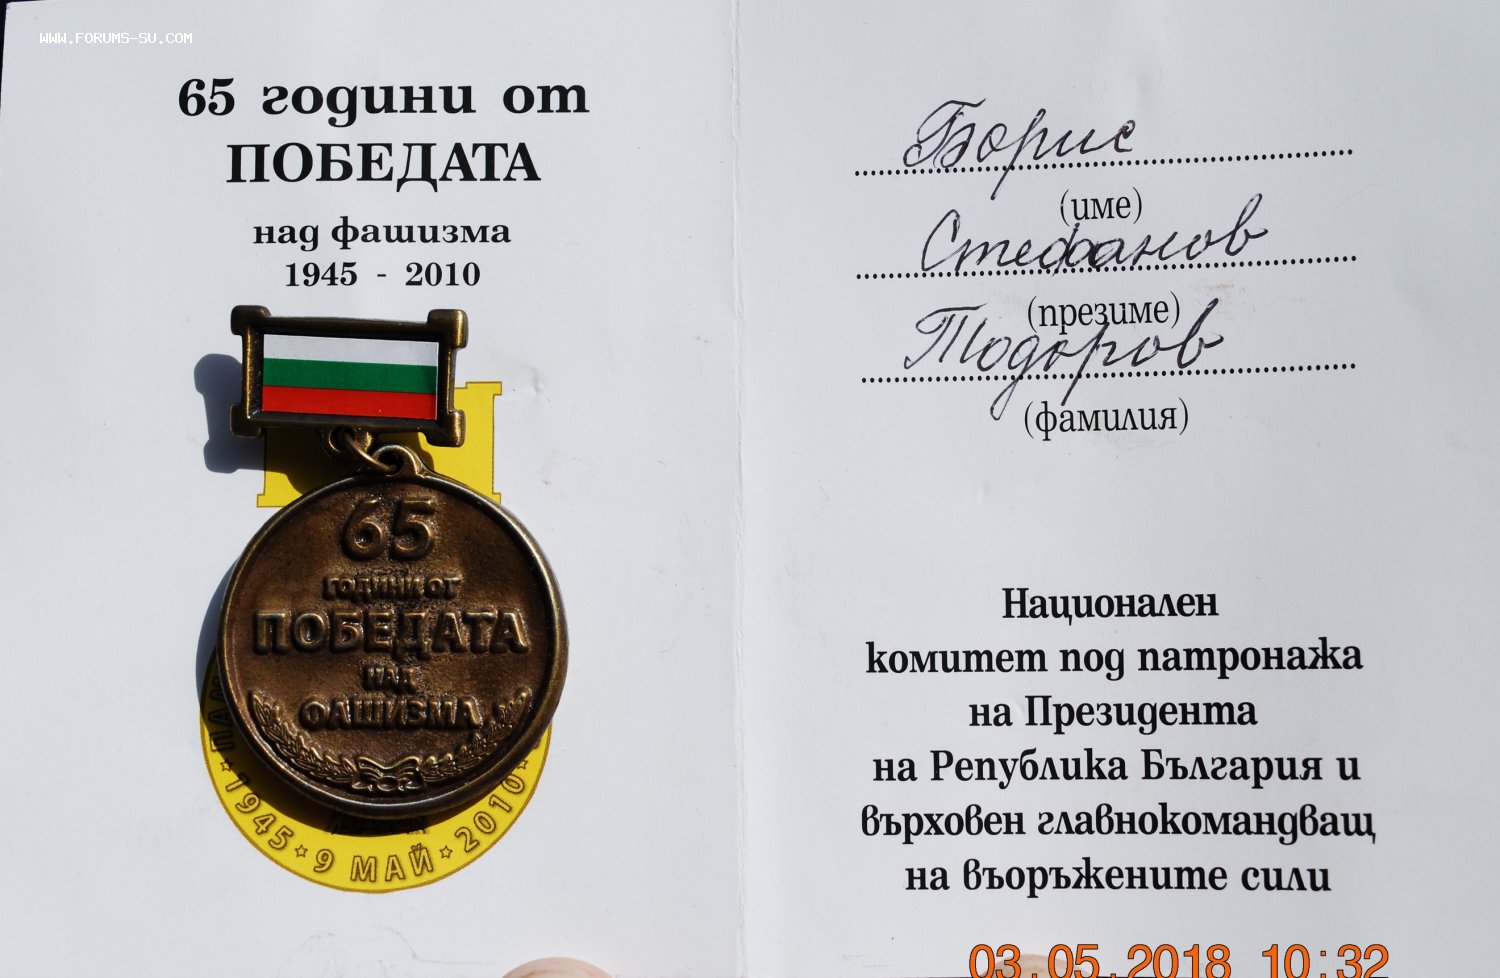 WWW.FORUMS-SU.COM
65 години от
ПОБЕДАТА
над фашизма
1945 - 2010
65
ГОДИНИ ОТ
ПОБЕДАТА
НАД
ФАШИЗМА
1945 ★ 9 МАЙ ★ 2010
Борис
(име)
Стефанов
(презиме)
Тодоров
(фамилия)
Национален
комитет под патронажа
на Президента
на Република България и
върховен главнокомандващ
на въоръжените сили
03.05.2018 10:32